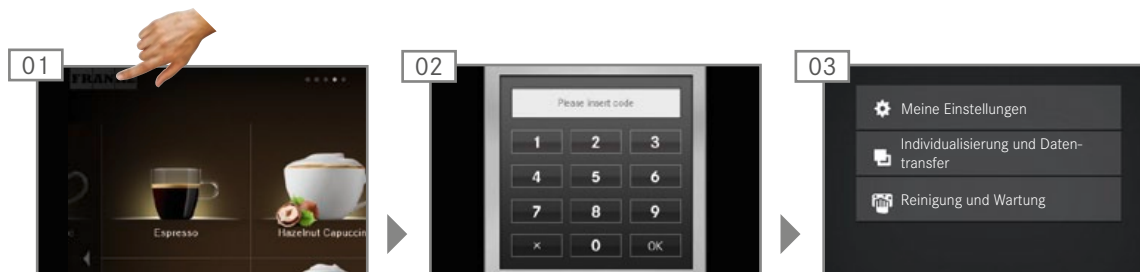 01
FRAN
Espresso
Hazelnut Capuccin
02
Please insert code
1 2 3
4 5 6
7 8 9
× 0 OK
03
Meine Einstellungen
Individualisierung und Daten-
transfer
Reinigung und Wartung